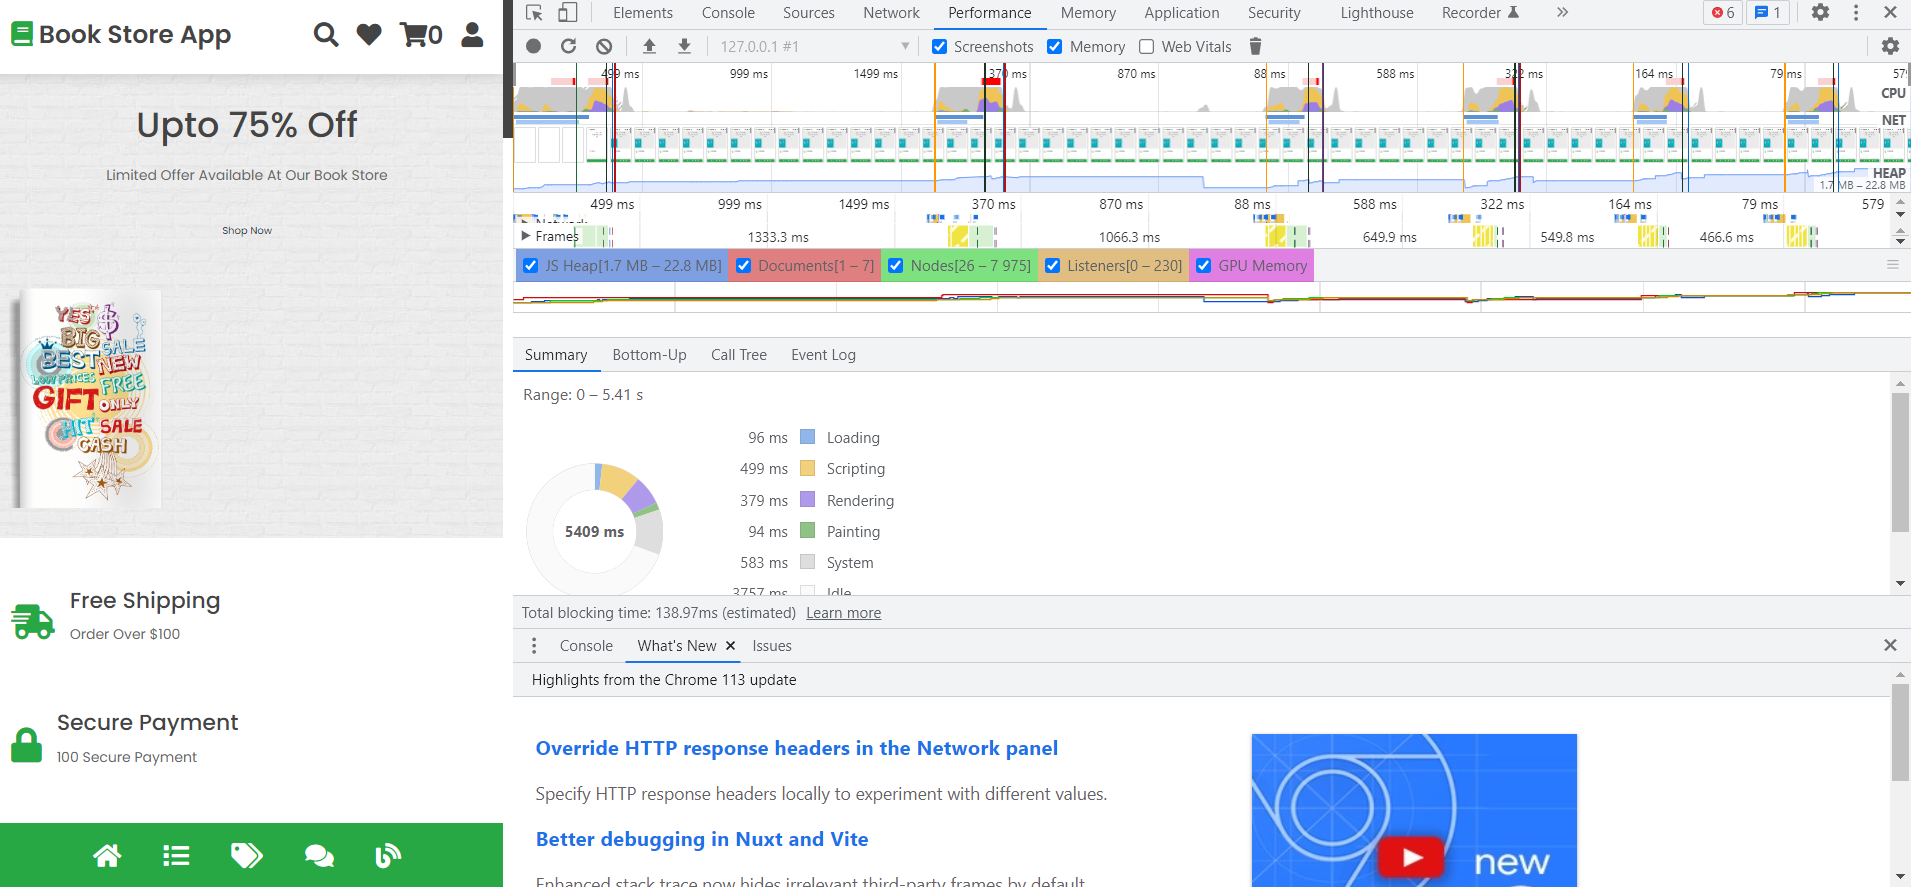 Book Store App
0
Upto 75% Off
Limited Offer Available At Our Book Store
Shop Now
YES $
BIG SALE
BEST NEW
LOW PRICES FREE
GIFT ONLY
HIT SALE
CASH
Free Shipping
Order Over $100
Secure Payment
100 Secure Payment
Elements Console Sources Network Performance Memory Application Security Lighthouse Recorder 6 1
127.0.0.1 #1 Screenshots Memory Web Vitals
499 ms 999 ms 1499 ms 370 ms 870 ms 88 ms 588 ms 322 ms 164 ms 79 ms 579
CPU
NET
HEAP
1.7 MB – 22.8 MB
499 ms 999 ms 1499 ms 370 ms 870 ms 88 ms 588 ms 322 ms 164 ms 79 ms 579
Network
Frames 1333.3 ms 1066.3 ms 649.9 ms 549.8 ms 466.6 ms
JS Heap[1.7 MB – 22.8 MB] Documents[1 – 7] Nodes[26 – 7 975] Listeners[0 – 230] GPU Memory
Summary Bottom-Up Call Tree Event Log
Range: 0 – 5.41 s
96 ms Loading
499 ms Scripting
379 ms Rendering
94 ms Painting
583 ms System
3757 ms Idle
5409 ms
Total blocking time: 138.97ms (estimated) Learn more
Console What's New Issues
Highlights from the Chrome 113 update
Override HTTP response headers in the Network panel
Specify HTTP response headers locally to experiment with different values.
Better debugging in Nuxt and Vite
Enhanced stack trace now hides irrelevant third-party frames by default
new